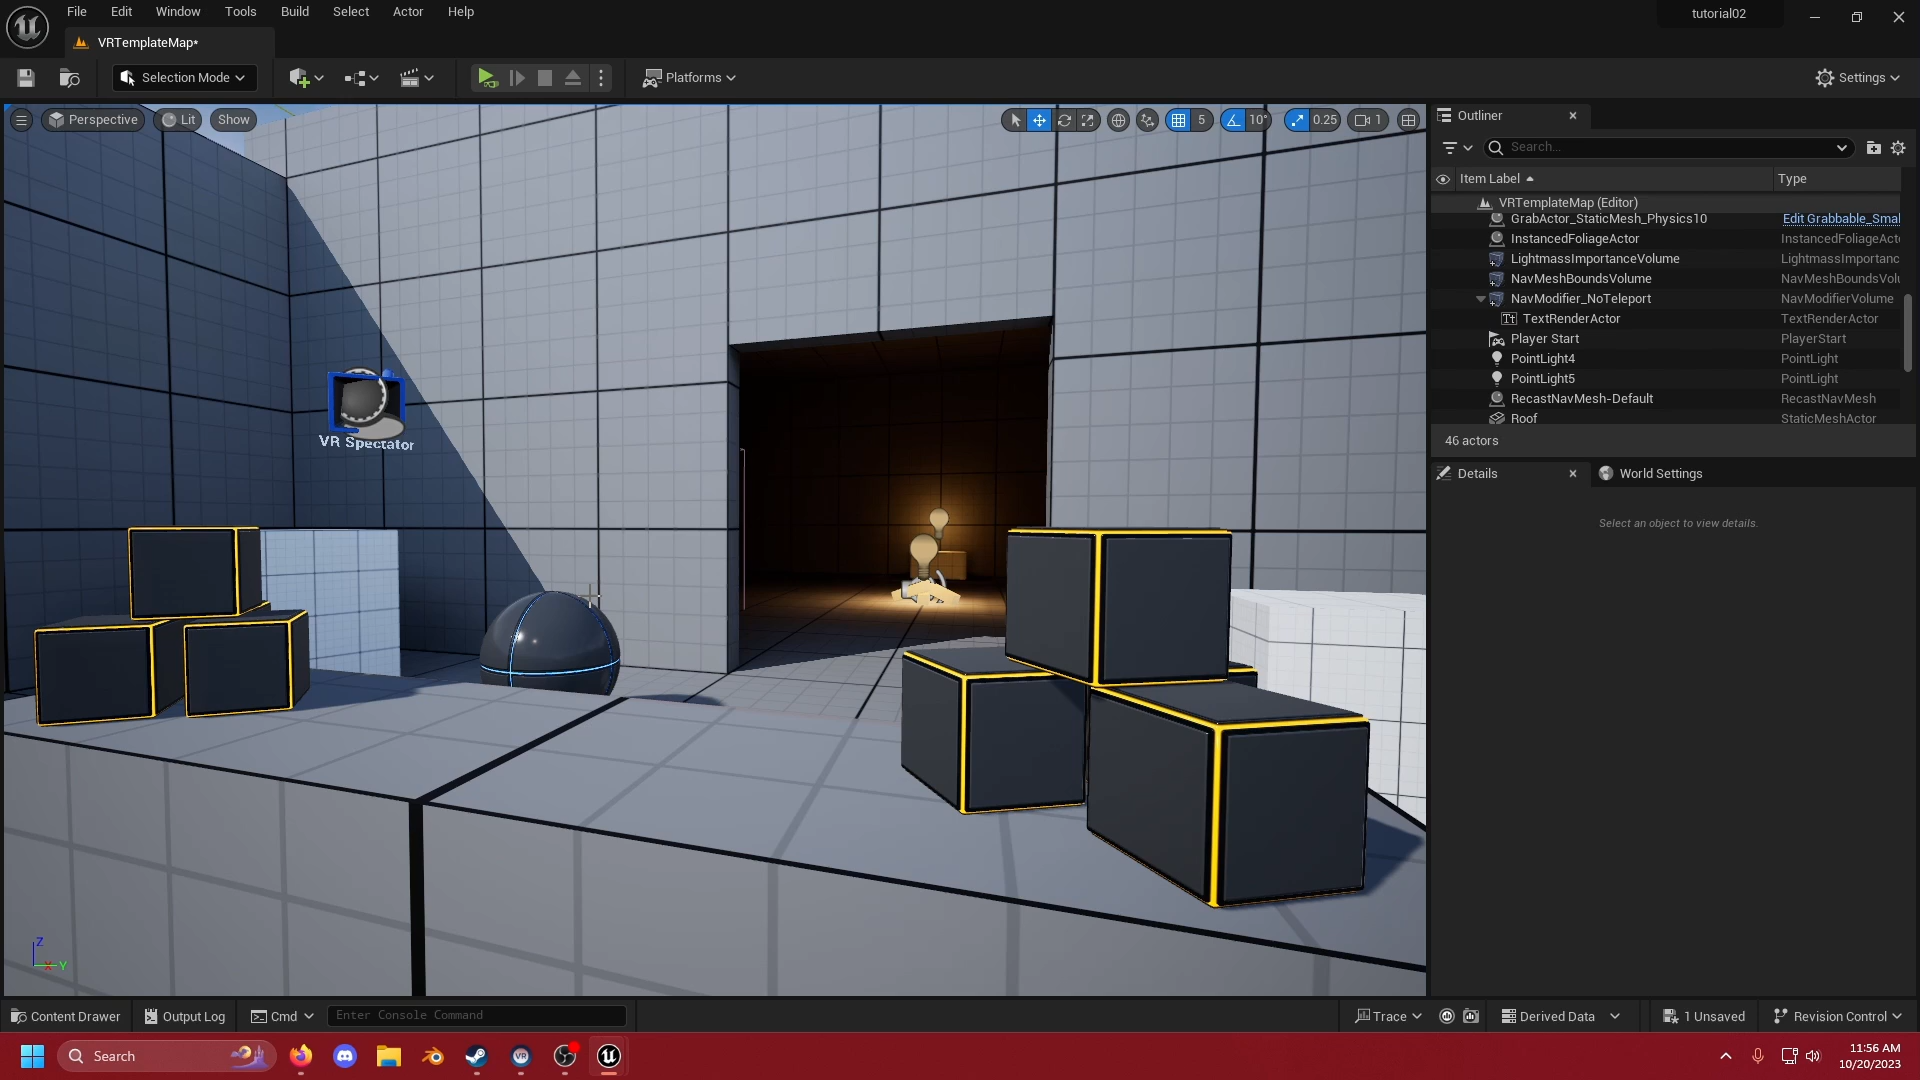 File Edit Window Tools Build Select Actor Help
tutorial02
VRTemplateMap*
Selection Mode
Platforms
Settings
Perspective Lit Show
5 10° 0.25 1
Outliner
Search...
Item Label Type
VRTemplateMap (Editor)
GrabActor_StaticMesh_Physics10 Edit Grabbable_Smal
InstancedFoliageActor InstancedFoliageActo
LightmassImportanceVolume LightmassImportanc
NavMeshBoundsVolume NavMeshBoundsVolu
NavModifier_NoTeleport NavModifierVolume
Tt TextRenderActor TextRenderActor
Player Start PlayerStart
PointLight4 PointLight
PointLight5 PointLight
RecastNavMesh-Default RecastNavMesh
Roof StaticMeshActor
46 actors
Details World Settings
Select an object to view details.
VR Spectator
Z
X Y
Content Drawer Output Log Cmd Enter Console Command Trace Derived Data 1 Unsaved Revision Control
Search
VR
11:56 AM
10/20/2023